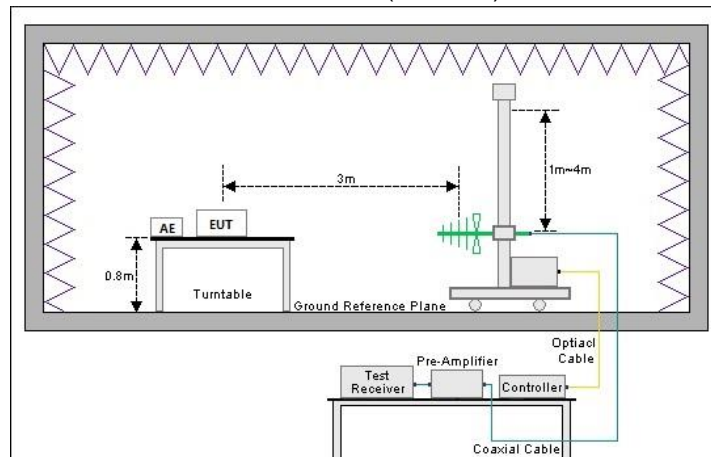 3m
1m~4m
AE
EUT
0.8m
Turntable
Ground Reference Plane
Optiacl
Cable
Pre-Amplifier
Test
Receiver
Controller
Coaxial Cable